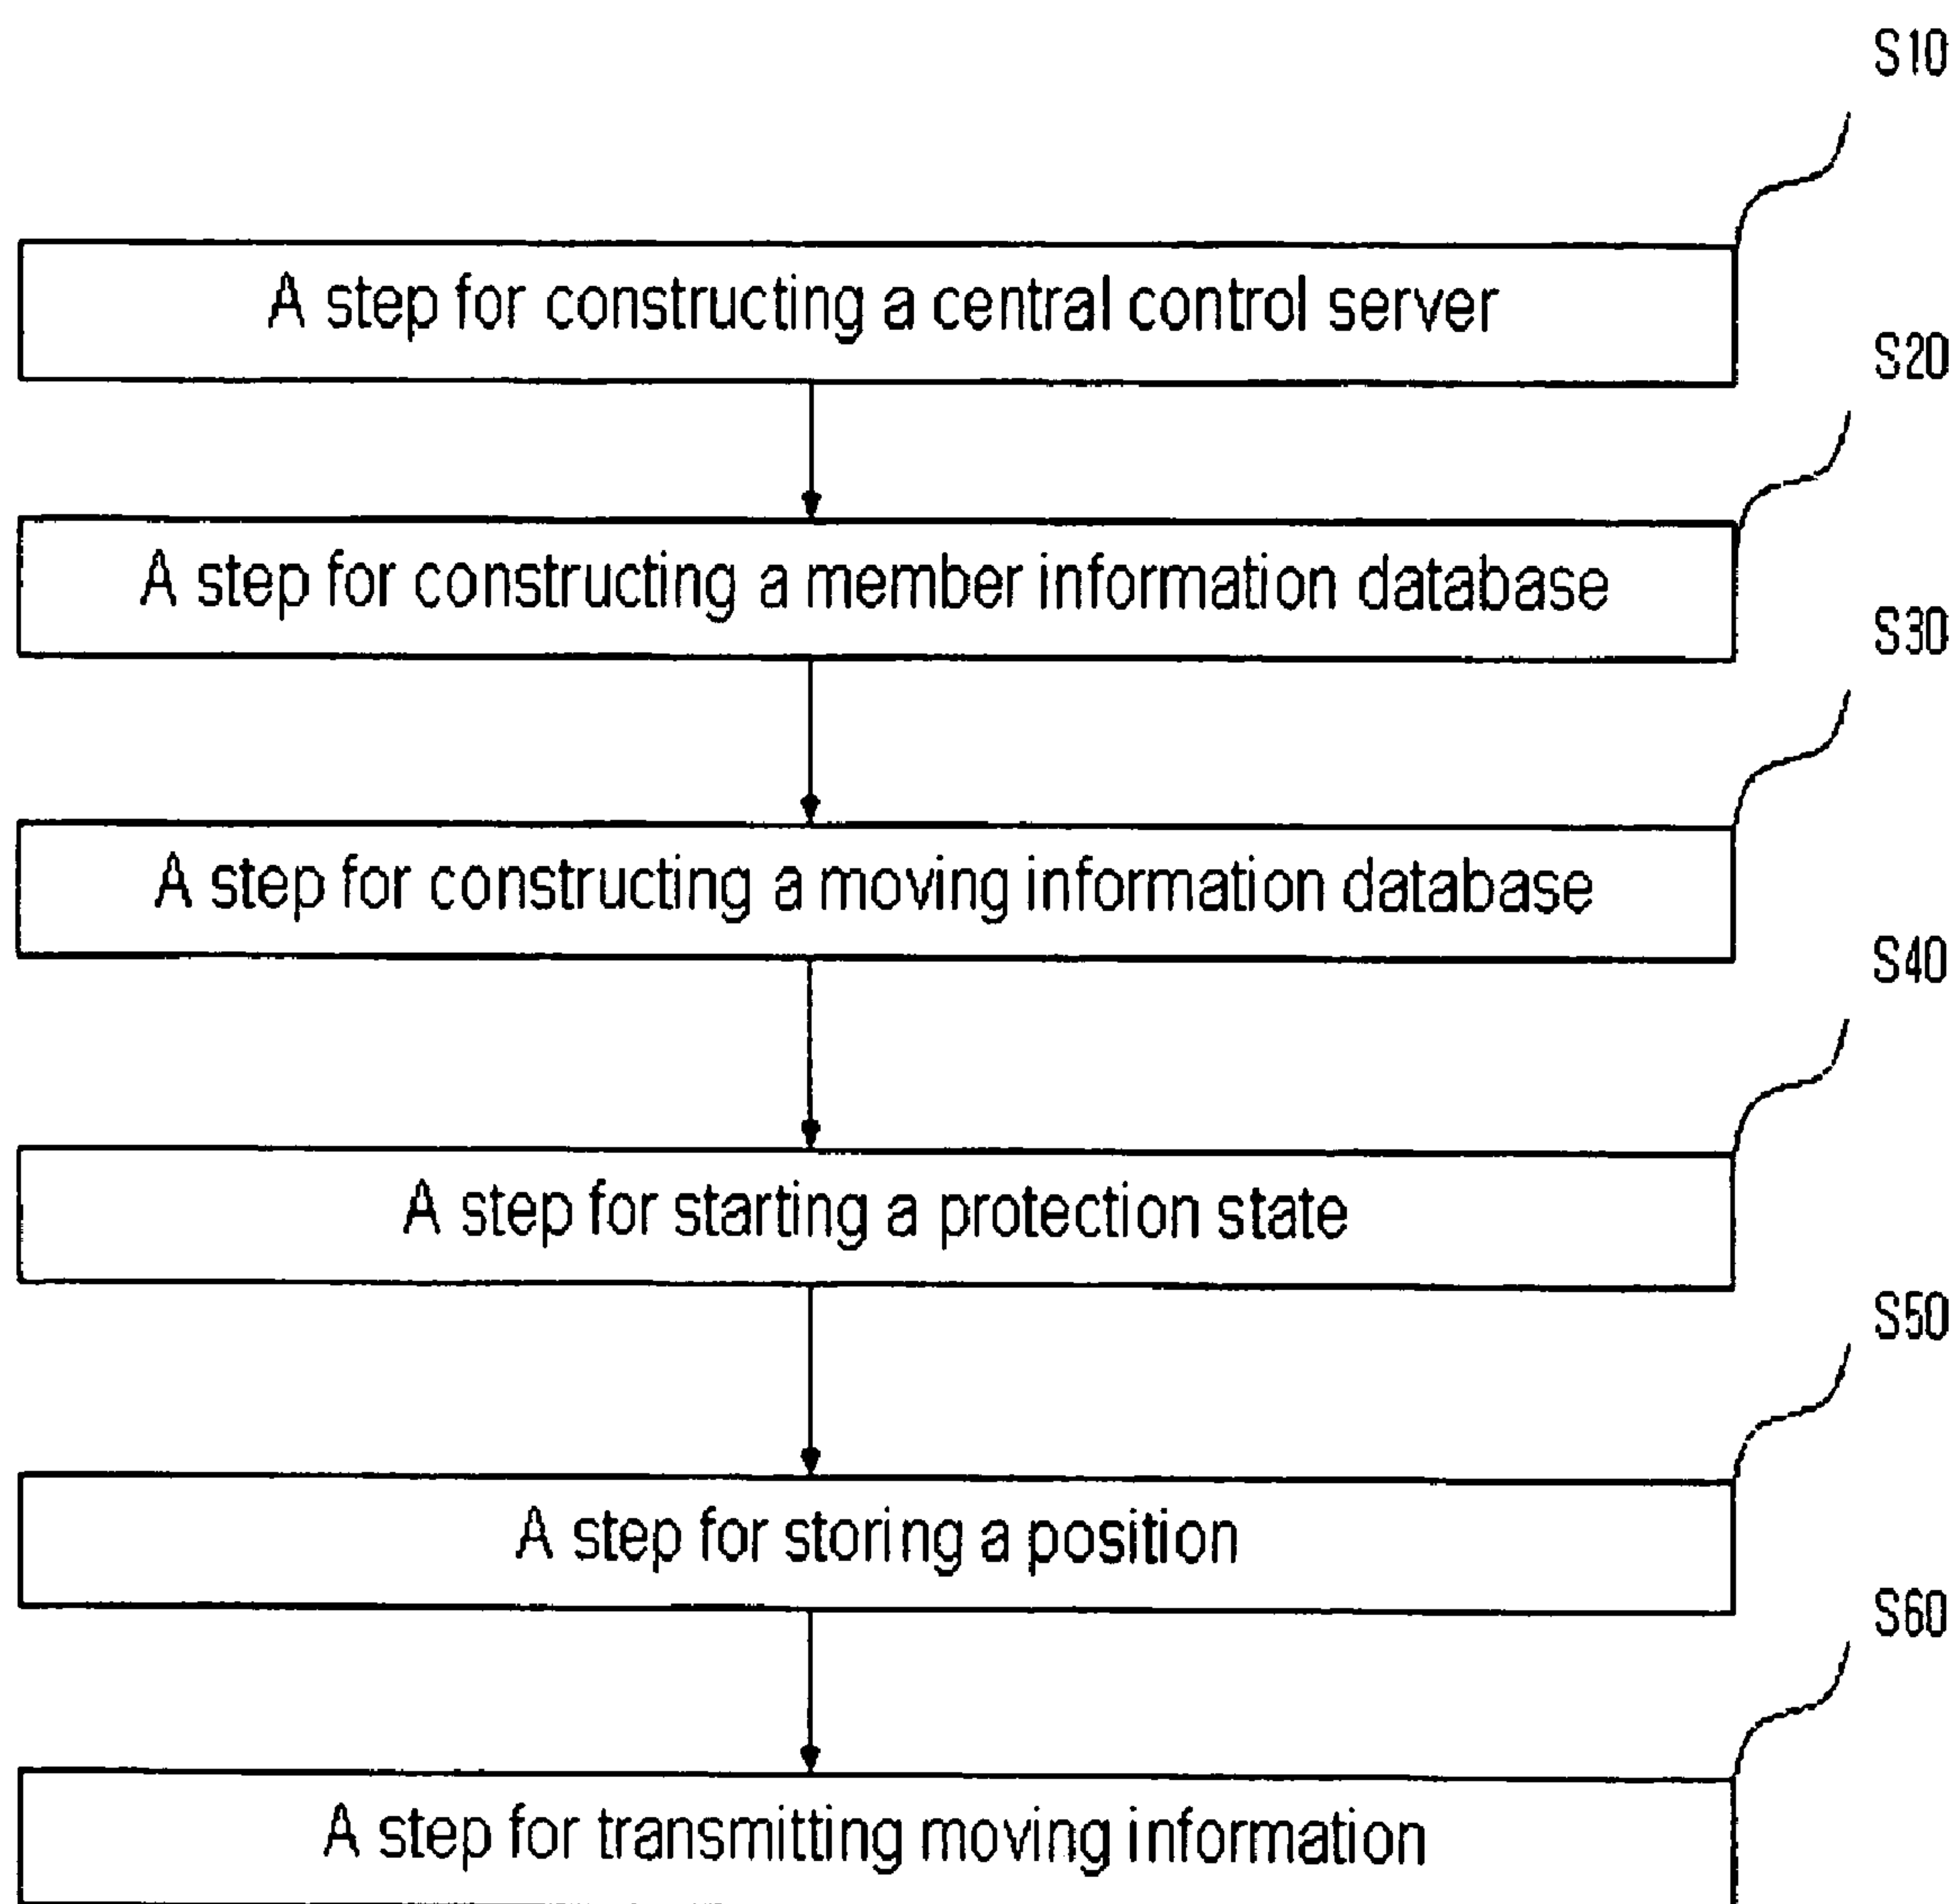 S10
A step for constructing a central control server
S20
A step for constructing a member information database
S30
A step for constructing a moving information database
S40
A step for starting a protection state
S50
A step for storing a position
S60
A step for transmitting moving information